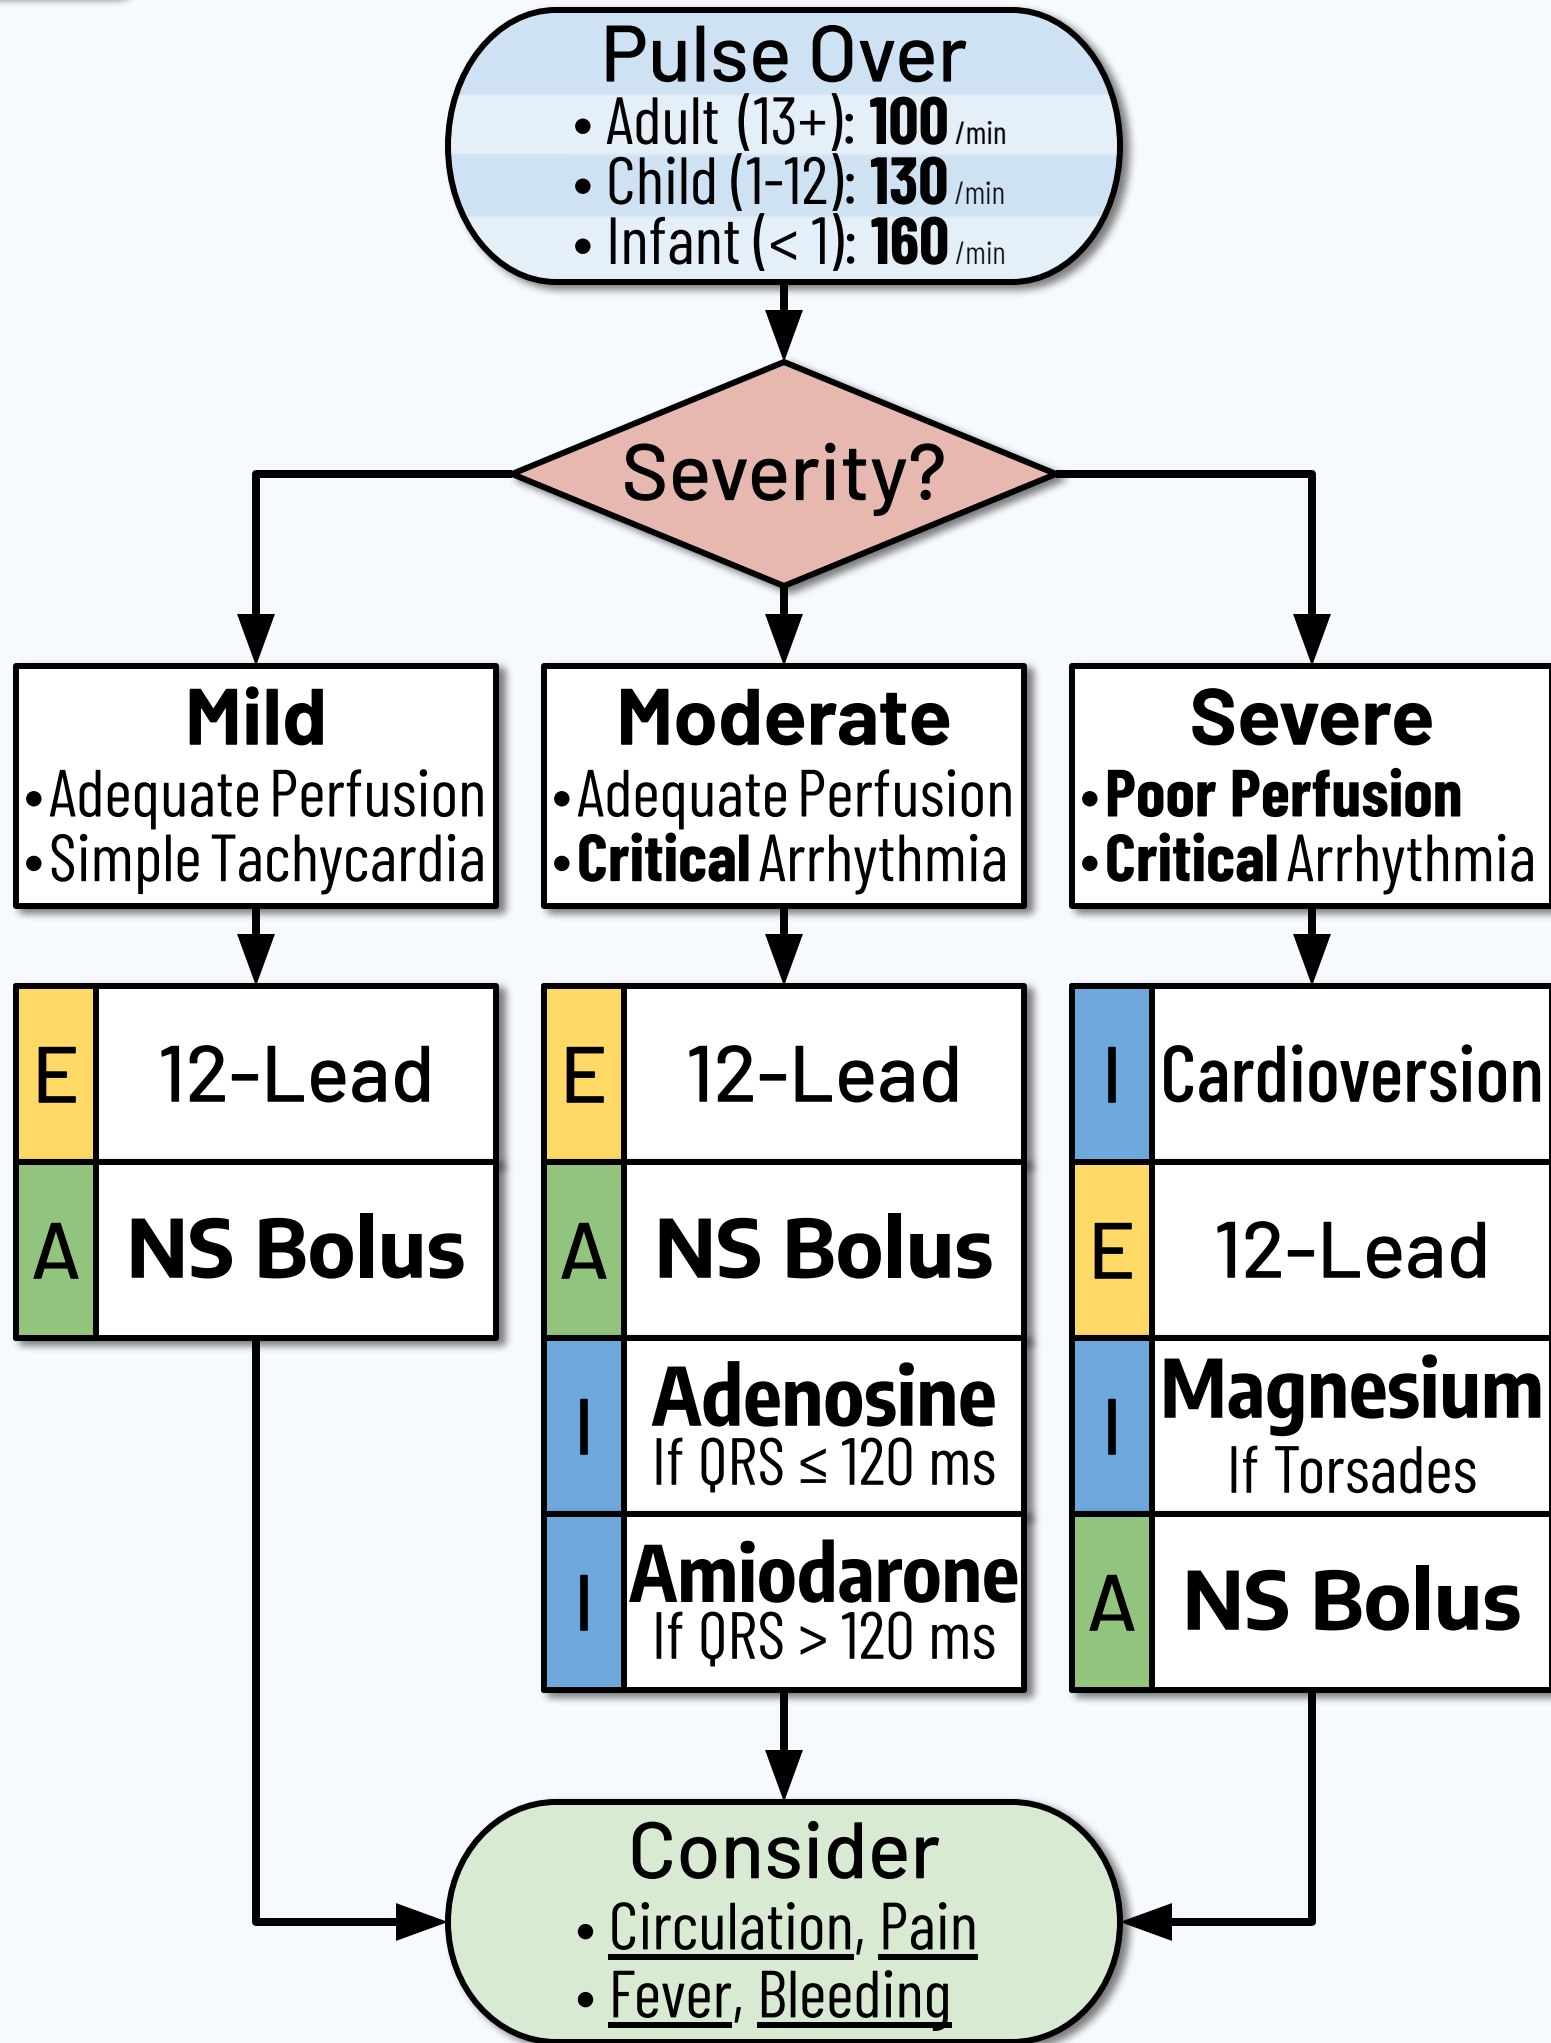 Pulse Over
• Adult (13+): 100 /min
• Child (1-12): 130 /min
• Infant (< 1): 160 /min
Severity?
Mild
• Adequate Perfusion
• Simple Tachycardia
Moderate
• Adequate Perfusion
• Critical Arrhythmia
Severe
• Poor Perfusion
• Critical Arrhythmia
E 12-Lead
A NS Bolus
E 12-Lead
A NS Bolus
I Adenosine
If QRS ≤ 120 ms
I Amiodarone
If QRS > 120 ms
I Cardioversion
E 12-Lead
I Magnesium
If Torsades
A NS Bolus
Consider
• Circulation, Pain
• Fever, Bleeding